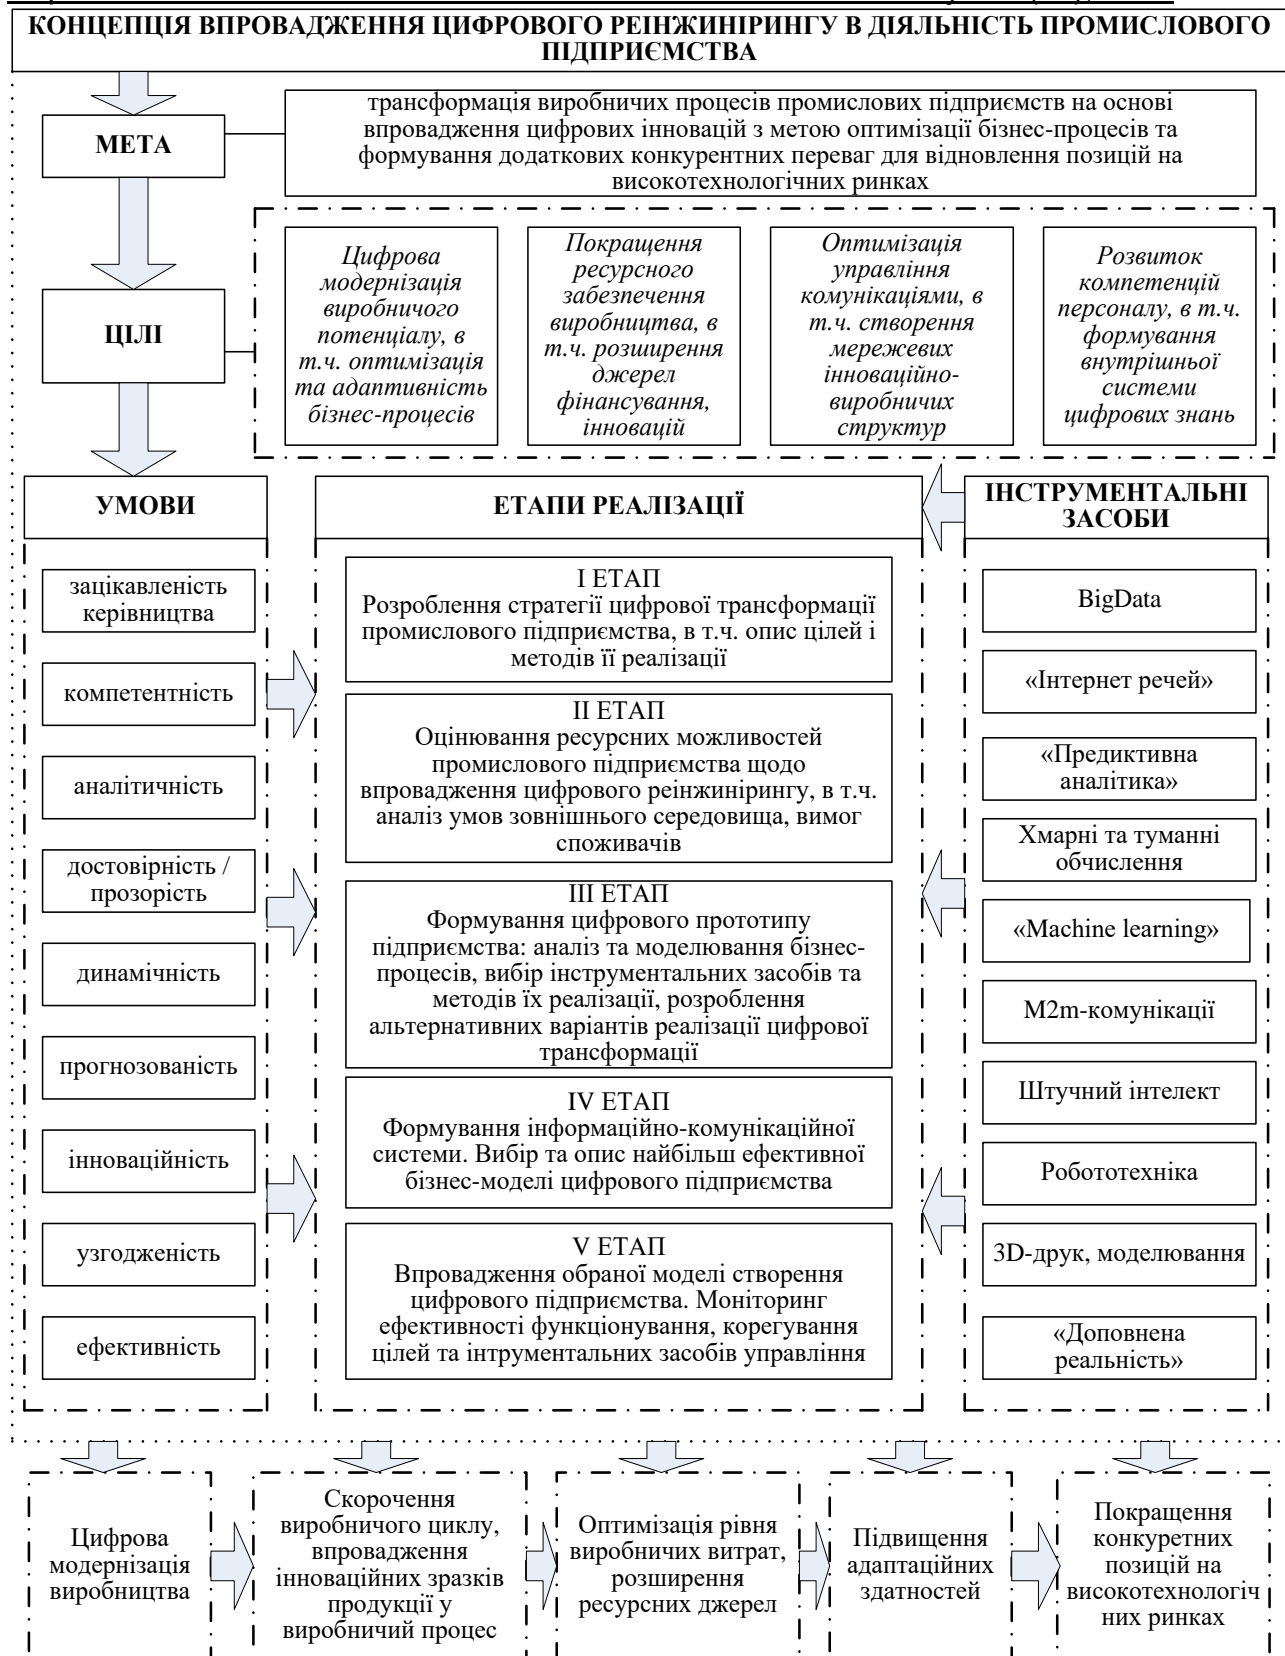 КОНЦЕПЦІЯ ВПРОВАДЖЕННЯ ЦИФРОВОГО РЕІНЖИНІРИНГУ В ДІЯЛЬНІСТЬ ПРОМИСЛОВОГО
ПІДПРИЄМСТВА
МЕТА
трансформація виробничих процесів промислових підприємств на основі
впровадження цифрових інновацій з метою оптимізації бізнес-процесів та
формування додаткових конкурентних переваг для відновлення позицій на
високотехнологічних ринках
ЦІЛІ
Цифрова
модернізація
виробничого
потенціалу, в
т.ч. оптимізація
та адаптивність
бізнес-процесів
Покращення
ресурсного
забезпечення
виробництва, в
т.ч. розширення
джерел
фінансування,
інновацій
Оптимізація
управління
комунікаціями, в
т.ч. створення
мережевих
інноваційно-
виробничих
структур
Розвиток
компетенцій
персоналу, в т.ч.
формування
внутрішньої
системи
цифрових знань
УМОВИ
зацікавленість
керівництва
компетентність
аналітичність
достовірність /
прозорість
динамічність
прогнозованість
інноваційність
узгодженість
ефективність
ЕТАПИ РЕАЛІЗАЦІЇ
І ЕТАП
Розроблення стратегії цифрової трансформації
промислового підприємства, в т.ч. опис цілей і
методів її реалізації
ІІ ЕТАП
Оцінювання ресурсних можливостей
промислового підприємства щодо
впровадження цифрового реінжинірингу, в т.ч.
аналіз умов зовнішнього середовища, вимог
споживачів
ІІІ ЕТАП
Формування цифрового прототипу
підприємства: аналіз та моделювання бізнес-
процесів, вибір інструментальних засобів та
методів їх реалізації, розроблення
альтернативних варіантів реалізації цифрової
трансформації
IV ЕТАП
Формування інформаційно-комунікаційної
системи. Вибір та опис найбільш ефективної
бізнес-моделі цифрового підприємства
V ЕТАП
Впровадження обраної моделі створення
цифрового підприємства. Моніторинг
ефективності функціонування, корегування
цілей та інтрументальних засобів управління
ІНСТРУМЕНТАЛЬНІ
ЗАСОБИ
BigData
«Інтернет речей»
«Предиктивна
аналітика»
Хмарні та туманні
обчислення
«Machine learning»
M2m-комунікації
Штучний інтелект
Робототехніка
3D-друк, моделювання
«Доповнена
реальність»
Цифрова
модернізація
виробництва
Скорочення
виробничого циклу,
впровадження
інноваційних зразків
продукції у
виробничий процес
Оптимізація рівня
виробничих витрат,
розширення
ресурсних джерел
Підвищення
адаптаційних
здатностей
Покращення
конкуретних
позицій на
високотехнологіч
них ринках